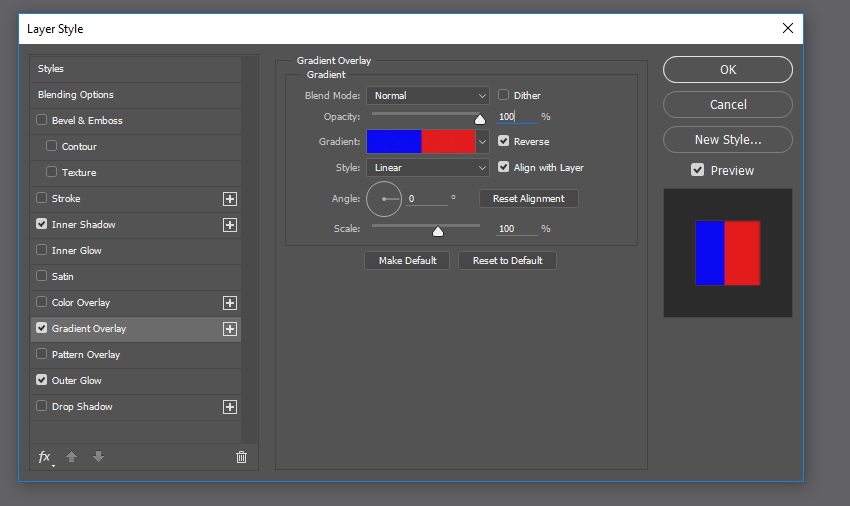 Layer Style
Styles
Blending Options
Bevel & Emboss
Contour
Texture
Stroke
Inner Shadow
Inner Glow
Satin
Color Overlay
Gradient Overlay
Pattern Overlay
Outer Glow
Drop Shadow
fx
Gradient Overlay
Gradient
Blend Mode: Normal Dither
Opacity: 100 %
Gradient: Reverse
Style: Linear Align with Layer
Angle: 0 ° Reset Alignment
Scale: 100 %
Make Default Reset to Default
OK
Cancel
New Style...
Preview